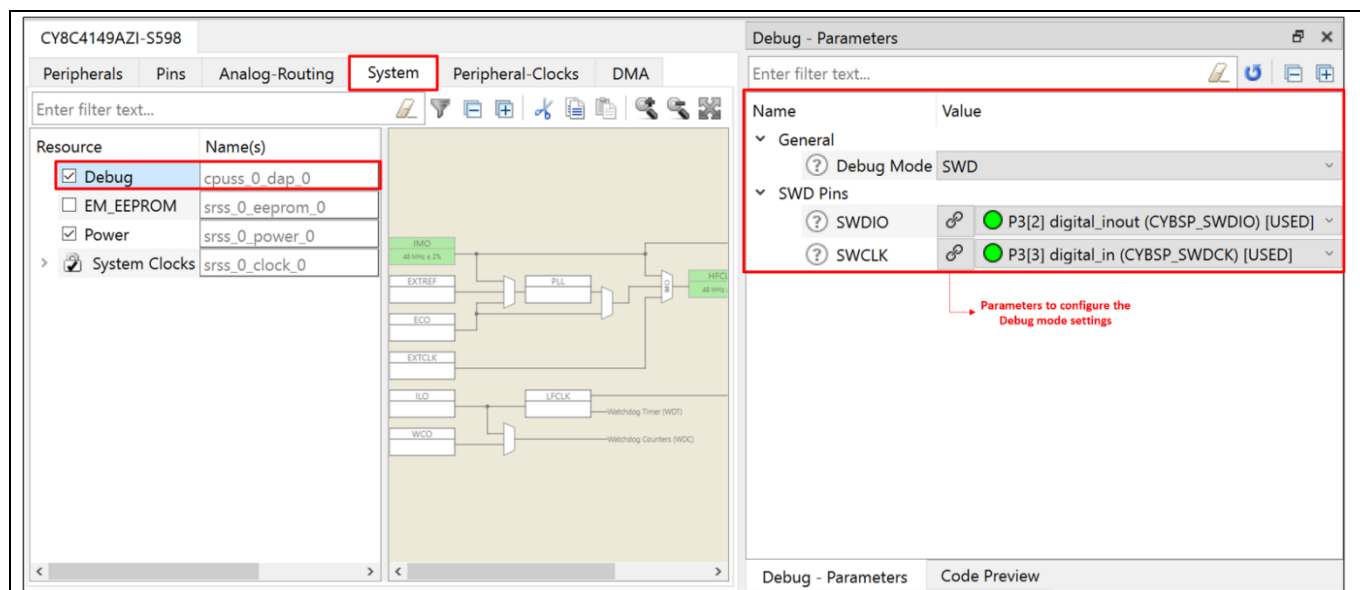 CY8C4149AZI-S598
Peripherals Pins Analog-Routing System Peripheral-Clocks DMA
Enter filter text...
Resource Name(s)
Debug cpuss_0_dap_0
EM_EEPROM srss_0_eeprom_0
Power srss_0_power_0
System Clocks srss_0_clock_0
IMO
48 MHz ± 2%
EXTREF
PLL
IMO
HFCL
48 MHz
ECO
EXTCLK
ILO
LFCLK
Watchdog Timer (WDT)
WCO
Watchdog Counters (WDC)
Debug - Parameters
Enter filter text...
Name Value
General
? Debug Mode SWD
SWD Pins
? SWDIO P3[2] digital_inout (CYBSP_SWDIO) [USED]
? SWCLK P3[3] digital_in (CYBSP_SWDCK) [USED]
Parameters to configure the
Debug mode settings
Debug - Parameters Code Preview